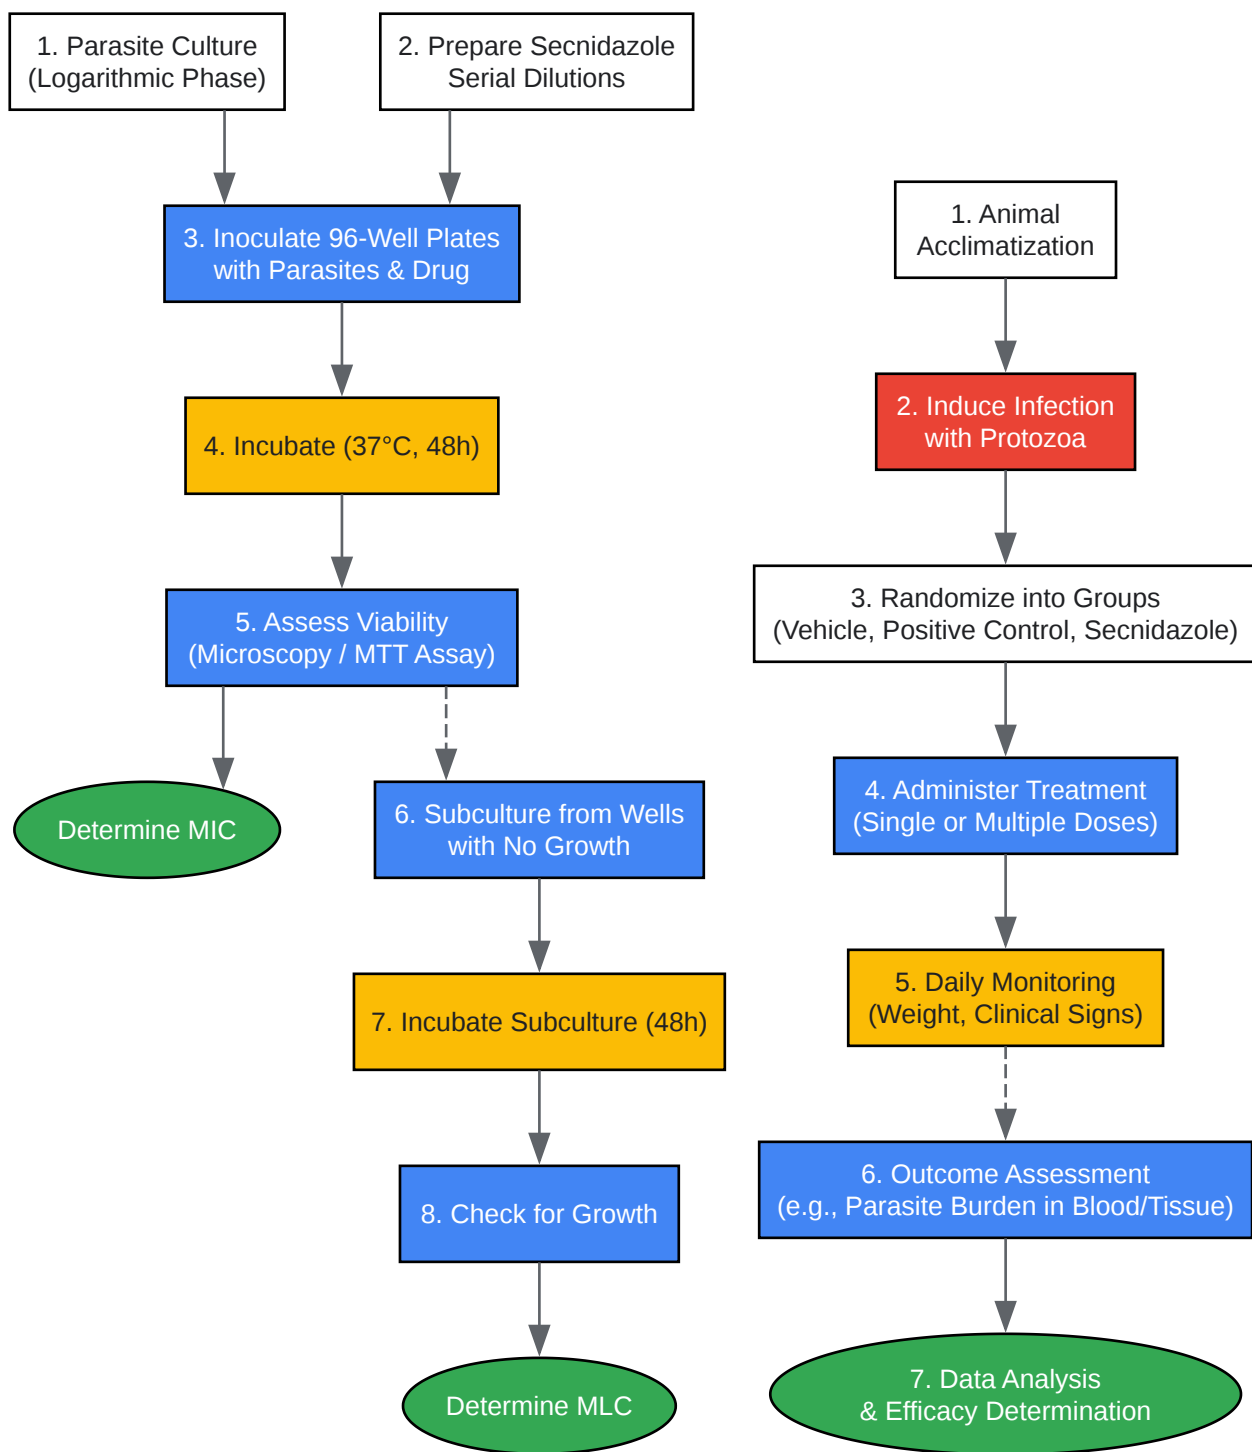 1. Parasite Culture
(Logarithmic Phase)
2. Prepare Secnidazole
Serial Dilutions
3. Inoculate 96-Well Plates
with Parasites & Drug
4. Incubate (37°C, 48h)
5. Assess Viability
(Microscopy / MTT Assay)
Determine MIC
6. Subculture from Wells
with No Growth
7. Incubate Subculture (48h)
8. Check for Growth
Determine MLC
1. Animal
Acclimatization
2. Induce Infection
with Protozoa
3. Randomize into Groups
(Vehicle, Positive Control, Secnidazole)
4. Administer Treatment
(Single or Multiple Doses)
5. Daily Monitoring
(Weight, Clinical Signs)
6. Outcome Assessment
(e.g., Parasite Burden in Blood/Tissue)
7. Data Analysis
& Efficacy Determination